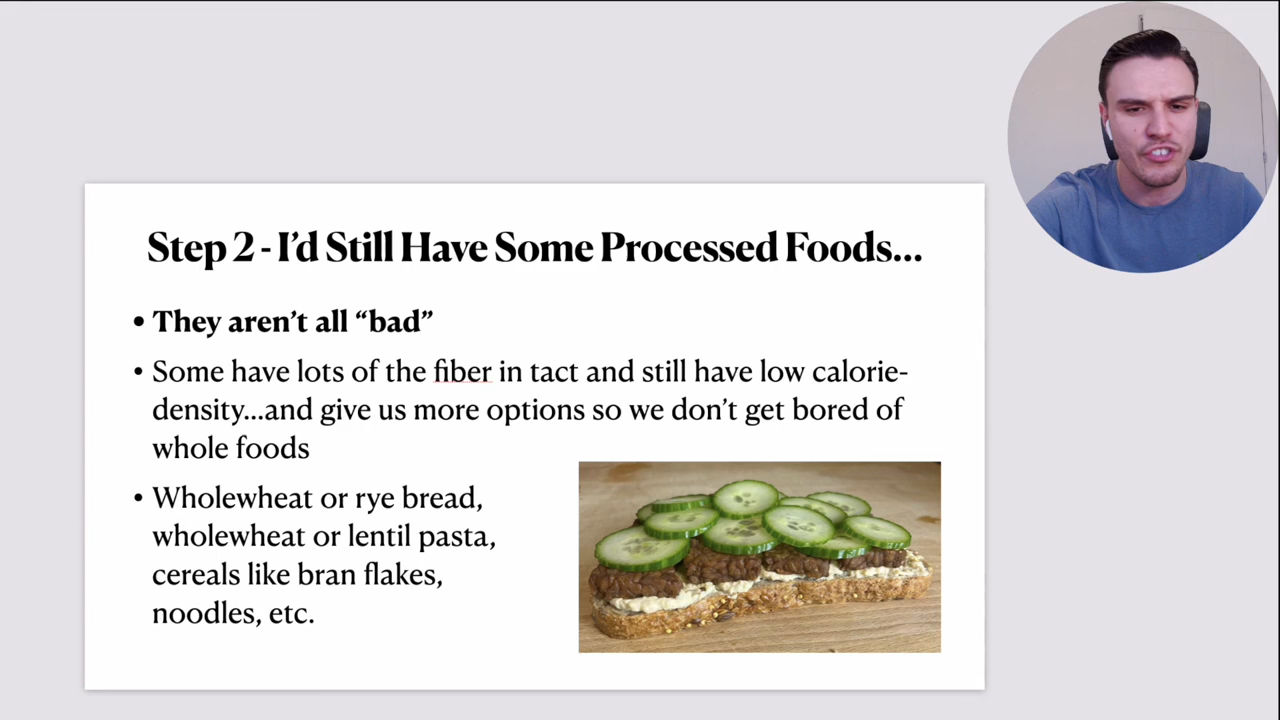 Step 2 - I’d Still Have Some Processed Foods...
• They aren’t all “bad”
• Some have lots of the fiber in tact and still have low calorie-
density...and give us more options so we don’t get bored of
whole foods
• Wholewheat or rye bread,
wholewheat or lentil pasta,
cereals like bran flakes,
noodles, etc.